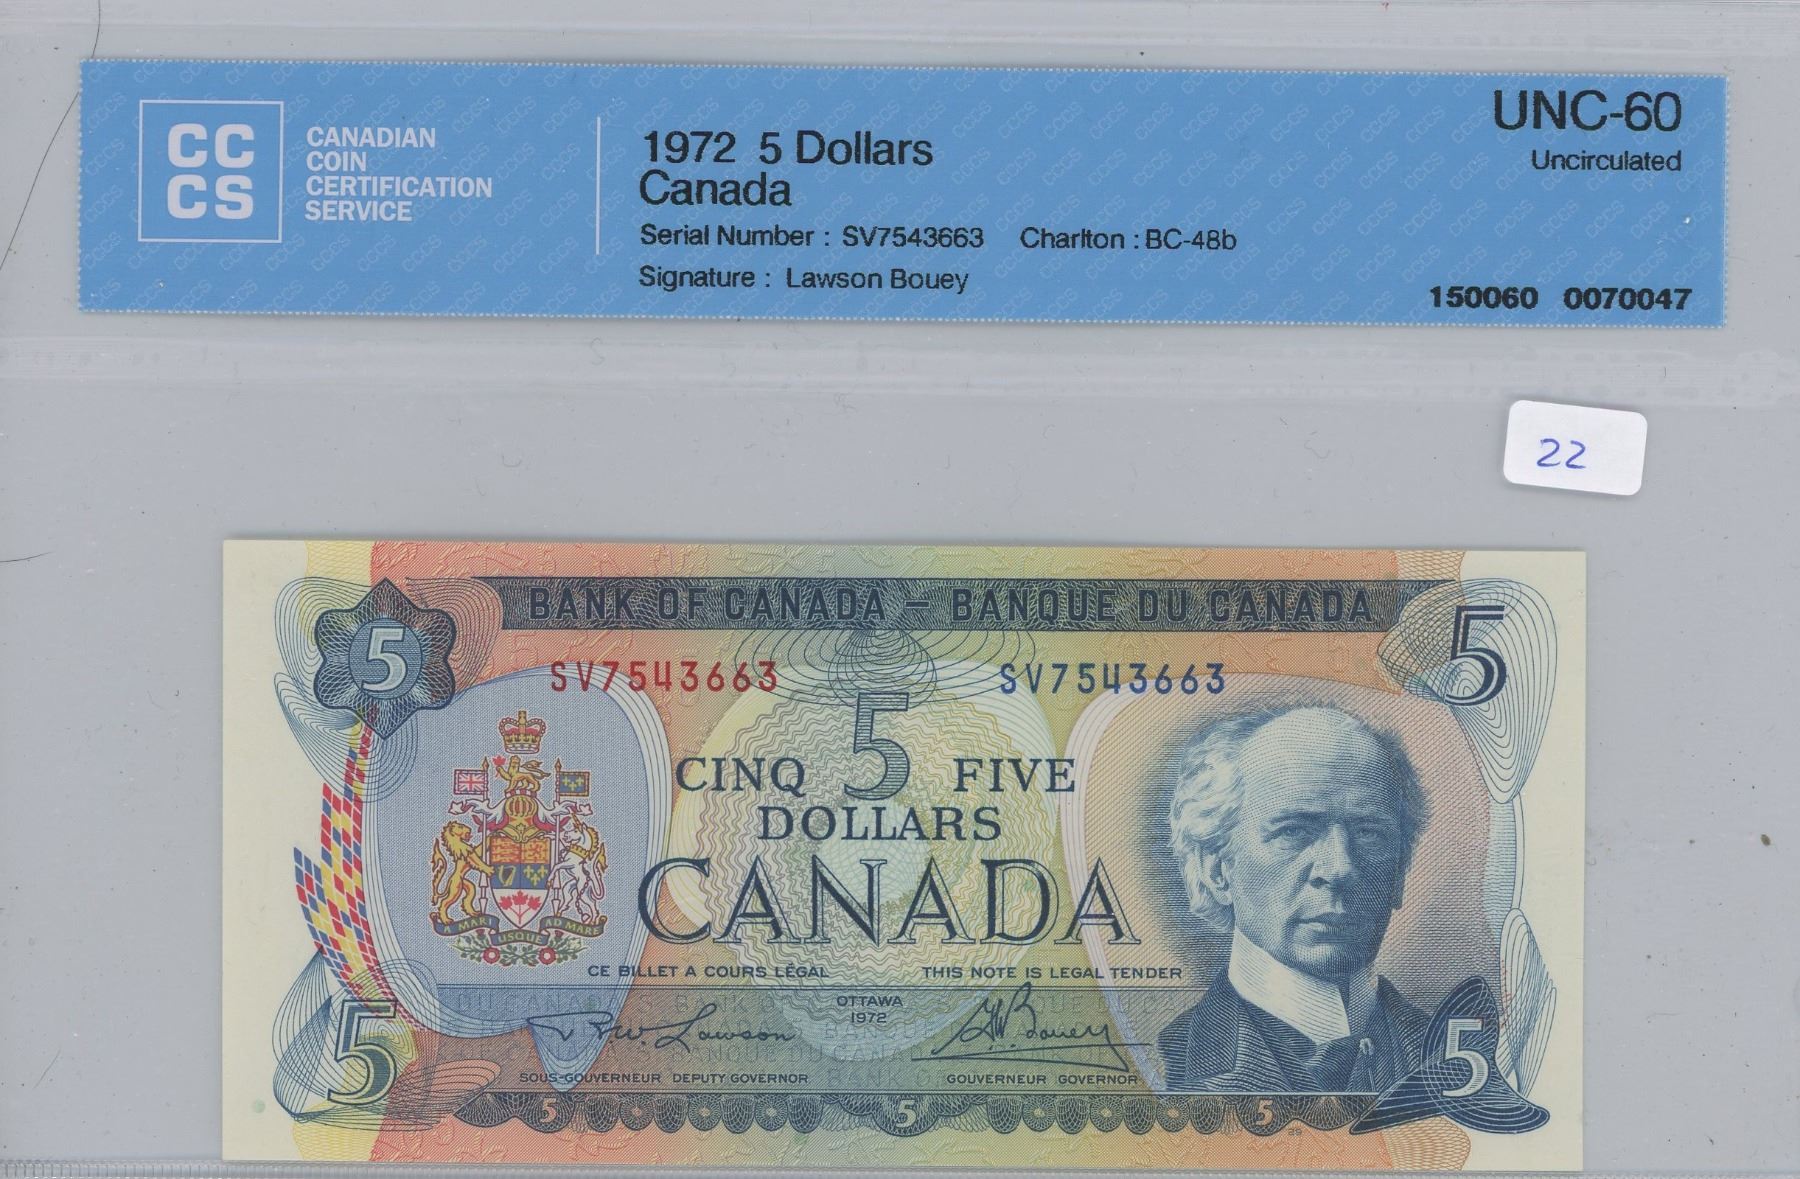 CC
CS
CANADIAN
COIN
CERTIFICATION
SERVICE
1972 5 Dollars
Canada
Serial Number : SV7543663 Charlton : BC-48b
Signature : Lawson Bouey
UNC-60
Uncirculated
150060 0070047
22
BANK OF CANADA – BANQUE DU CANADA
5
5
SV7543663
SV7543663
5
CINQ FIVE
DOLLARS
CANADA
A MARI USQUE AD MARE
CE BILLET A COURS LÉGAL THIS NOTE IS LEGAL TENDER
OTTAWA
1972
Lawson
Bouey
SOUS-GOUVERNEUR DEPUTY GOVERNOR
GOUVERNEUR GOVERNOR
5
5
5 5 5